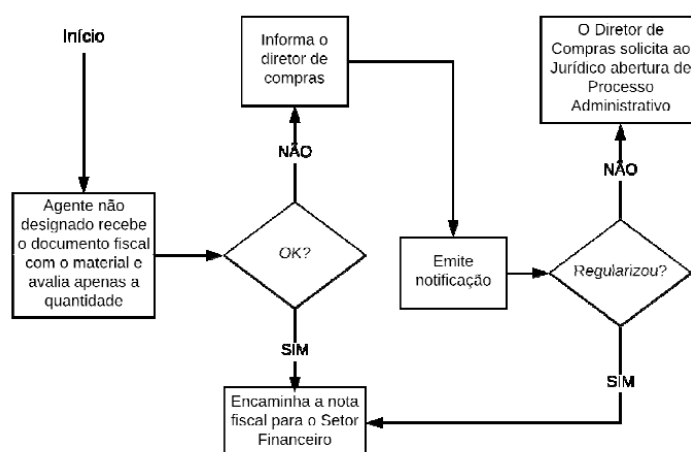 Início
Informa o
diretor de
compras
O Diretor de
Compras solicita ao
Jurídico abertura de
Processo
Administrativo
NÃO
NÃO
Agente não
designado recebe
o documento fiscal
com o material e
avalia apenas a
quantidade
OK?
Emite
notificação
Regularizou?
SIM
SIM
Encaminha a nota
fiscal para o Setor
Financeiro